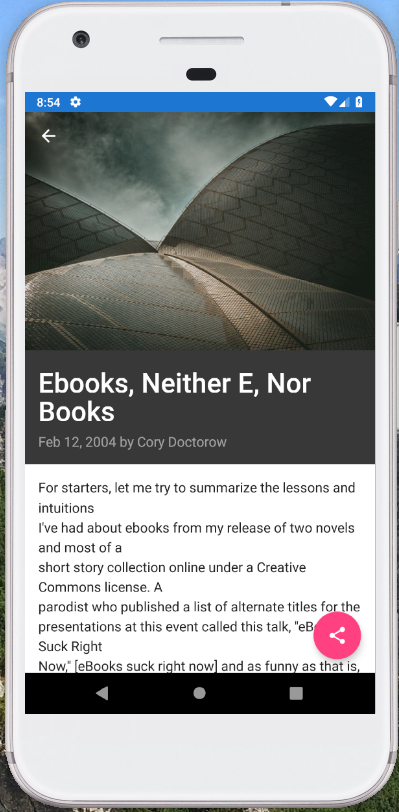 8:54
Ebooks, Neither E, Nor
Books
Feb 12, 2004 by Cory Doctorow
For starters, let me try to summarize the lessons and
intuitions
I've had about ebooks from my release of two novels
and most of a
short story collection online under a Creative
Commons license. A
parodist who published a list of alternate titles for the
presentations at this event called this talk, "eB
Suck Right
Now," [eBooks suck right now] and as funny as that is,